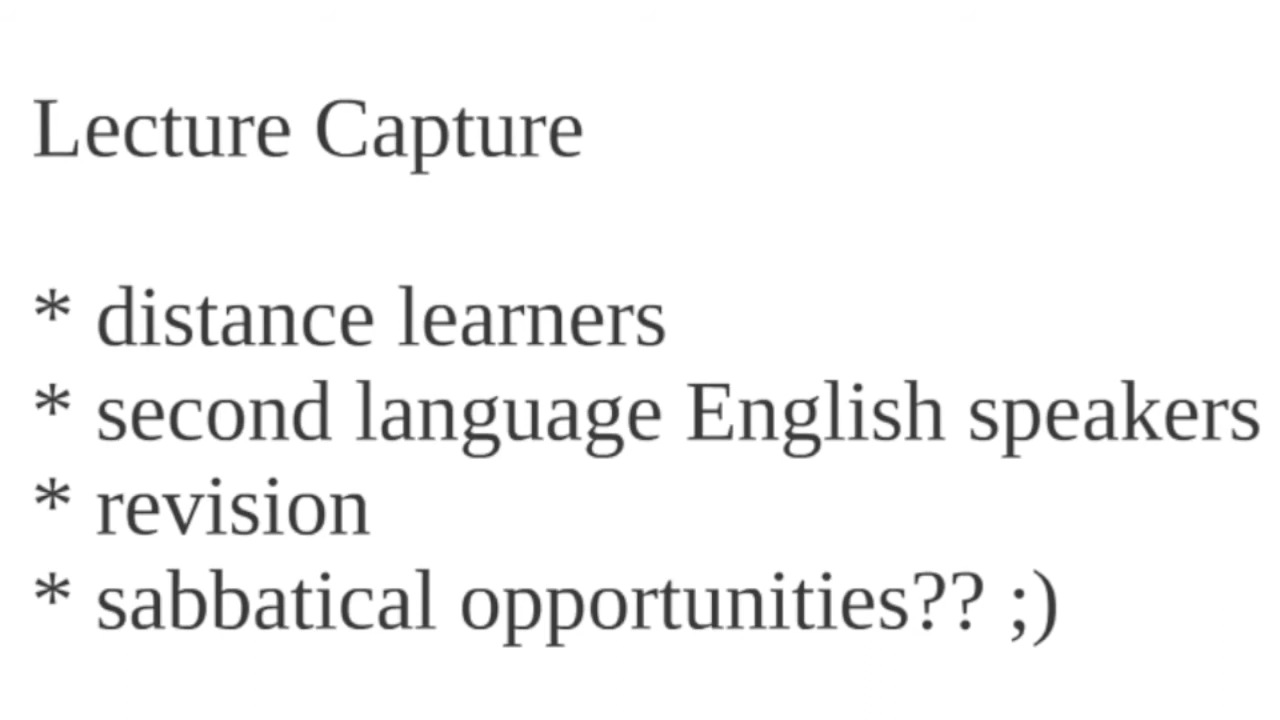 Lecture Capture
* distance learners
* second language English speakers
* revision
* sabbatical opportunities?? ;)